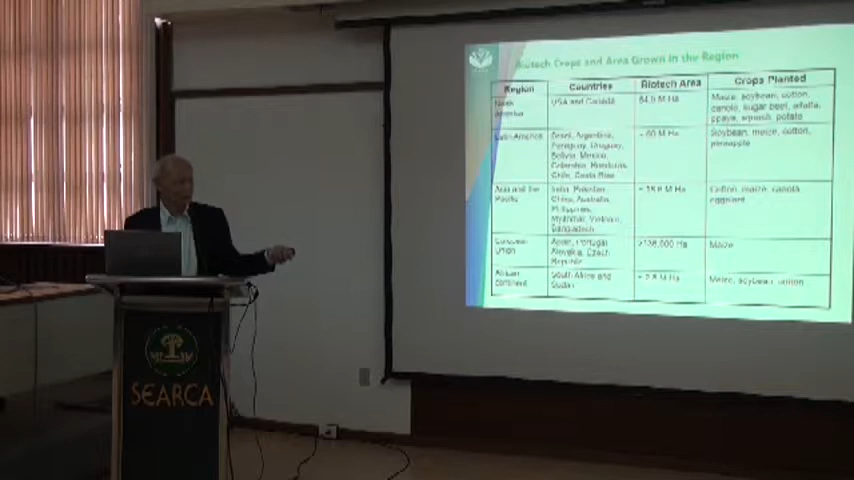 Biotech Crops and Area Grown in the Region
Region Countries Biotech Area Crops Planted
North America
USA and Canada
Maize, soybean, cotton,
canola, sugar beet, alfalfa,
squash, potato
Latin America
Brazil, Argentina,
Paraguay, Uruguay,
Bolivia, Mexico,
Colombia, Honduras,
Chile, Costa Rica
Soybean, maize, cotton,
Asia and the
Pacific
India, Pakistan
China, Australia,
Philippines,
Myanmar, Vietnam,
Bangladesh
Cotton, maize, canola
eggplant
European
Union
Spain, Portugal
Slovakia, Czech
Republic
Maize
African
continent
South Africa and
Sudan
Maize, soybean, cotton
SEARCA